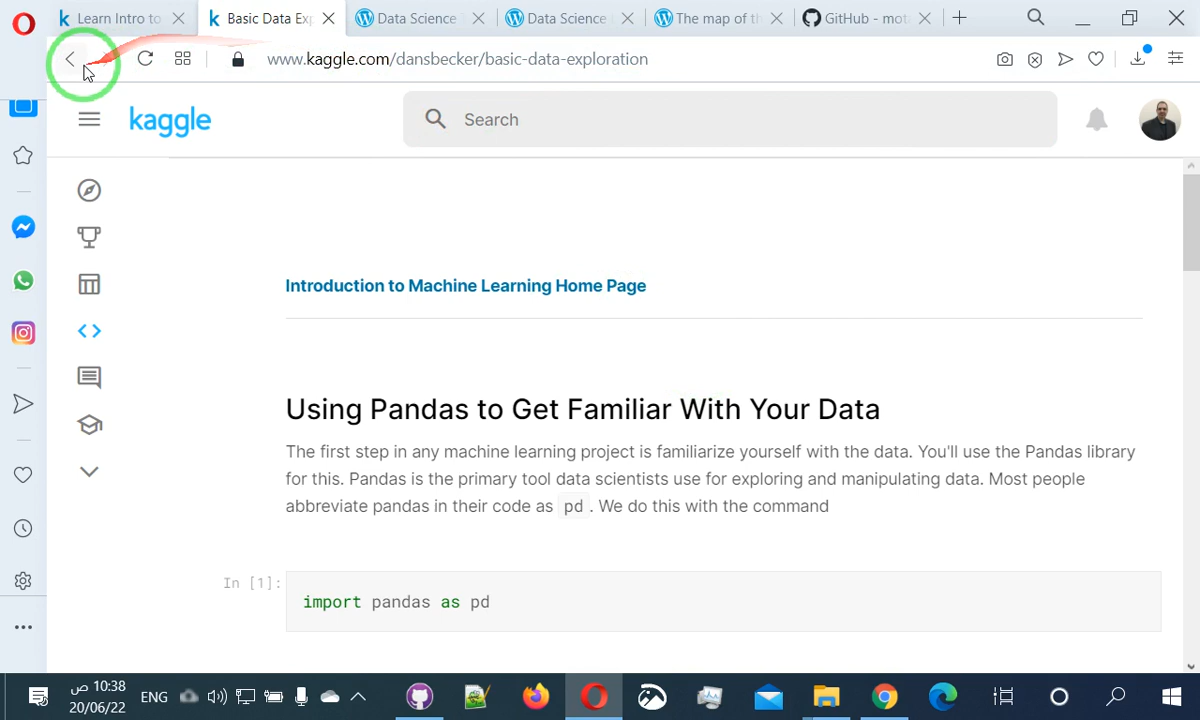 Learn Intro to
Basic Data Exp
Data Science
Data Science
The map of th
GitHub - mota
www.kaggle.com/dansbecker/basic-data-exploration
kaggle
Search
Introduction to Machine Learning Home Page
Using Pandas to Get Familiar With Your Data
The first step in any machine learning project is familiarize yourself with the data. You'll use the Pandas library
for this. Pandas is the primary tool data scientists use for exploring and manipulating data. Most people
abbreviate pandas in their code as pd . We do this with the command
In [1]:
import pandas as pd
10:38 ص
20/06/22
ENG